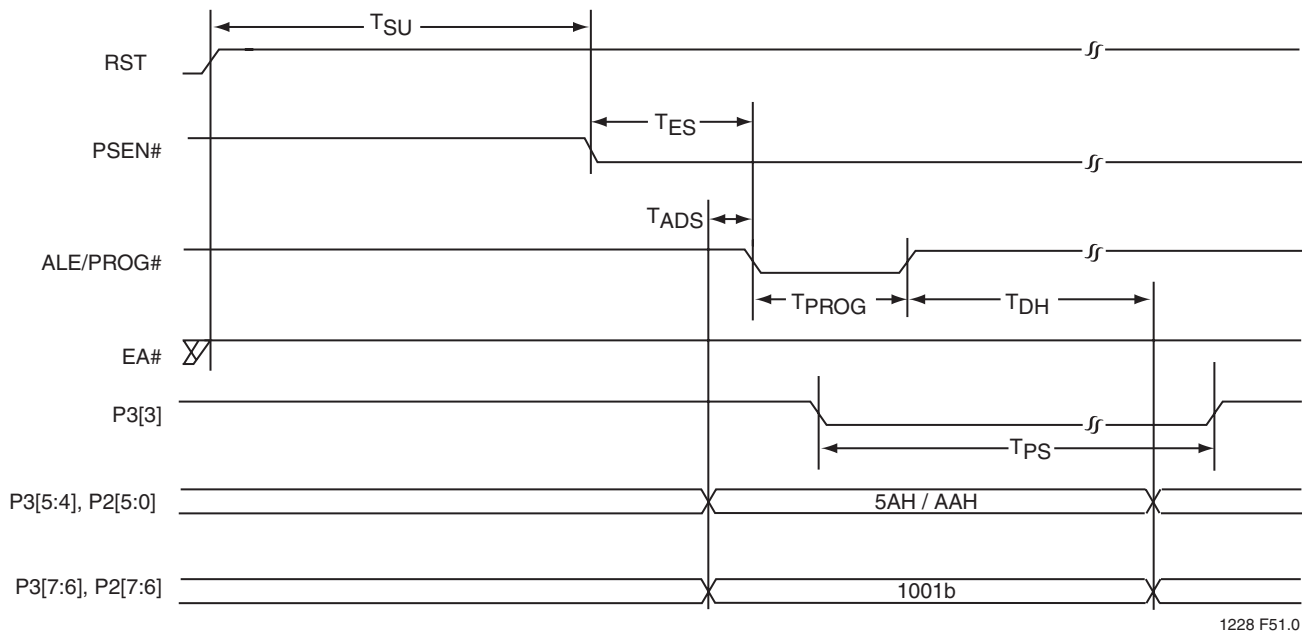 TSU
RST
TES
PSEN#
TADS
ALE/PROG#
TPROG
TDH
EA#
P3[3]
TPS
P3[5:4], P2[5:0]
5AH / AAH
P3[7:6], P2[7:6]
1001b
1228 F51.0